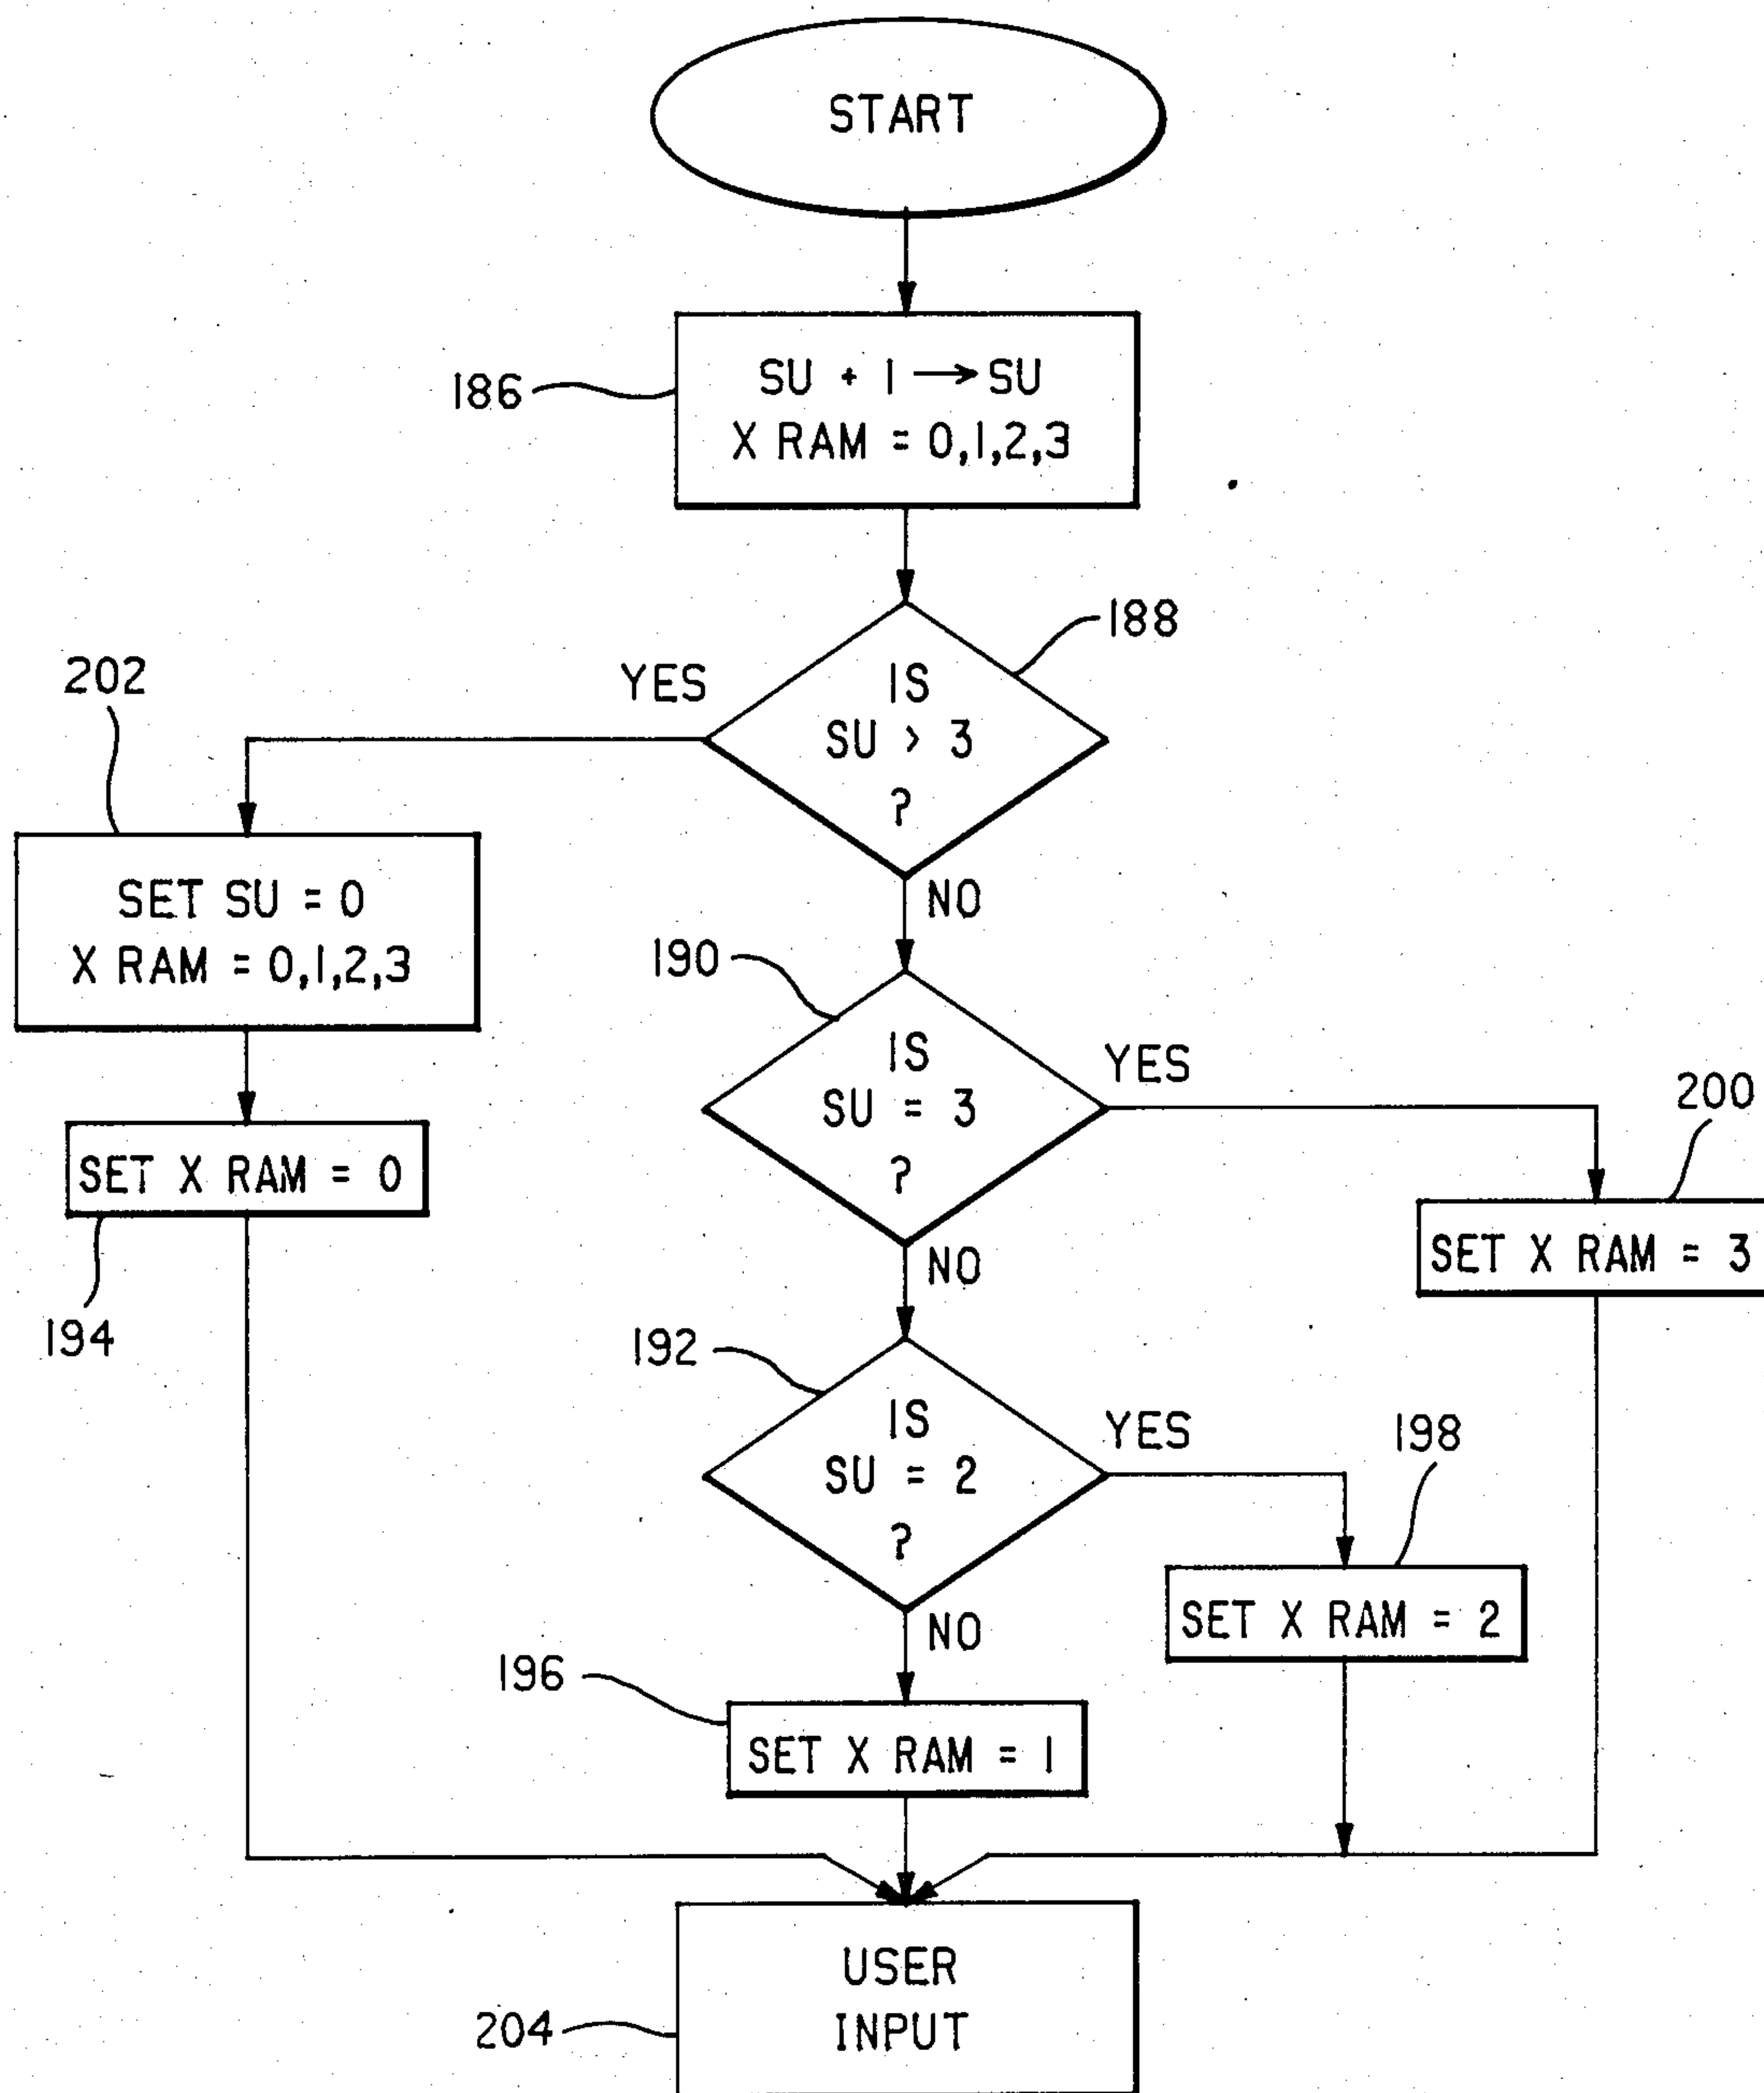 START
SU + 1 → SU
X RAM = 0,1,2,3
186
188
IS
SU > 3
?
YES
202
NO
SET SU = 0
X RAM = 0,1,2,3
190
IS
SU = 3
?
YES
200
SET X RAM = 0
194
NO
SET X RAM = 3
192
IS
SU = 2
?
YES
198
SET X RAM = 2
NO
196
SET X RAM = 1
USER
INPUT
204